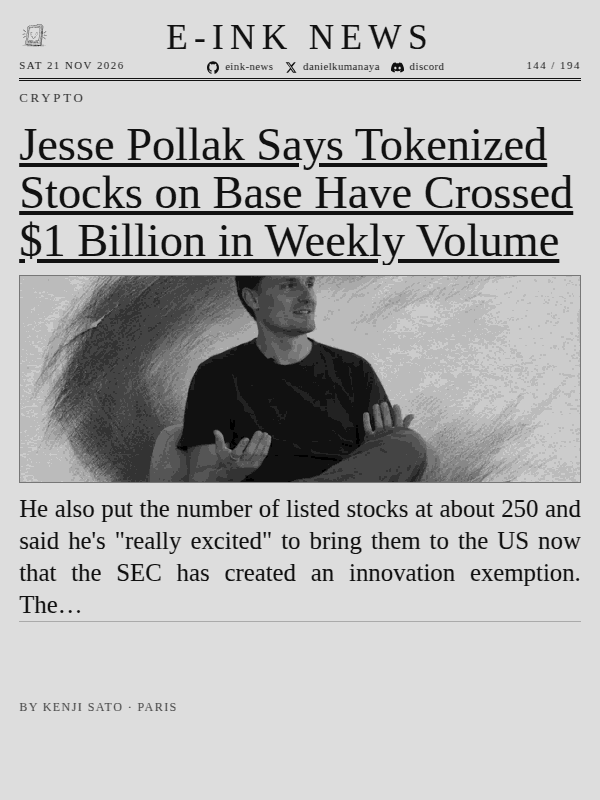 E-INK NEWS
SAT 21 NOV 2026
eink-news
danielkumanaya
discord
144 / 194
CRYPTO
Jesse Pollak Says Tokenized
Stocks on Base Have Crossed
$1 Billion in Weekly Volume
He also put the number of listed stocks at about 250 and
said he's "really excited" to bring them to the US now
that the SEC has created an innovation exemption.
The…
BY KENJI SATO · PARIS